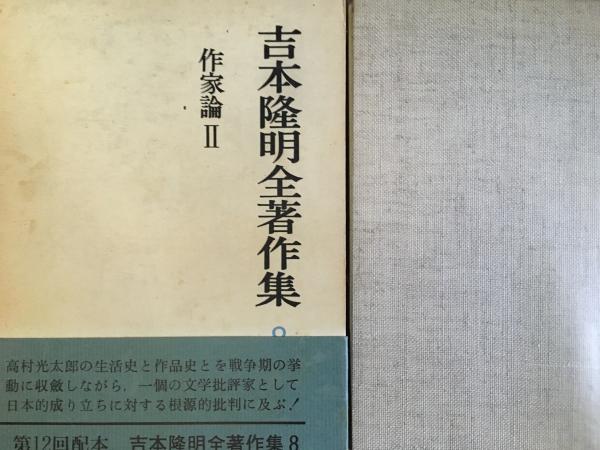 吉本隆明全著作集
作家論II
高村光太郎の生活史と作品史とを戦争期の挙
動に収斂しながら、一個の文学批評家として
日本的成り立ちに対する根源的批判に及ぶ！
第12回配本 吉本隆明全著作集8